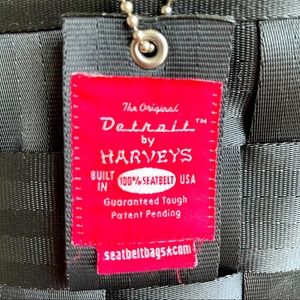 The Original
Detroit™
by
HARVEYS
BUILT IN 100% SEATBELT USA
Guaranteed Tough
Patent Pending
seatbeltbags★com